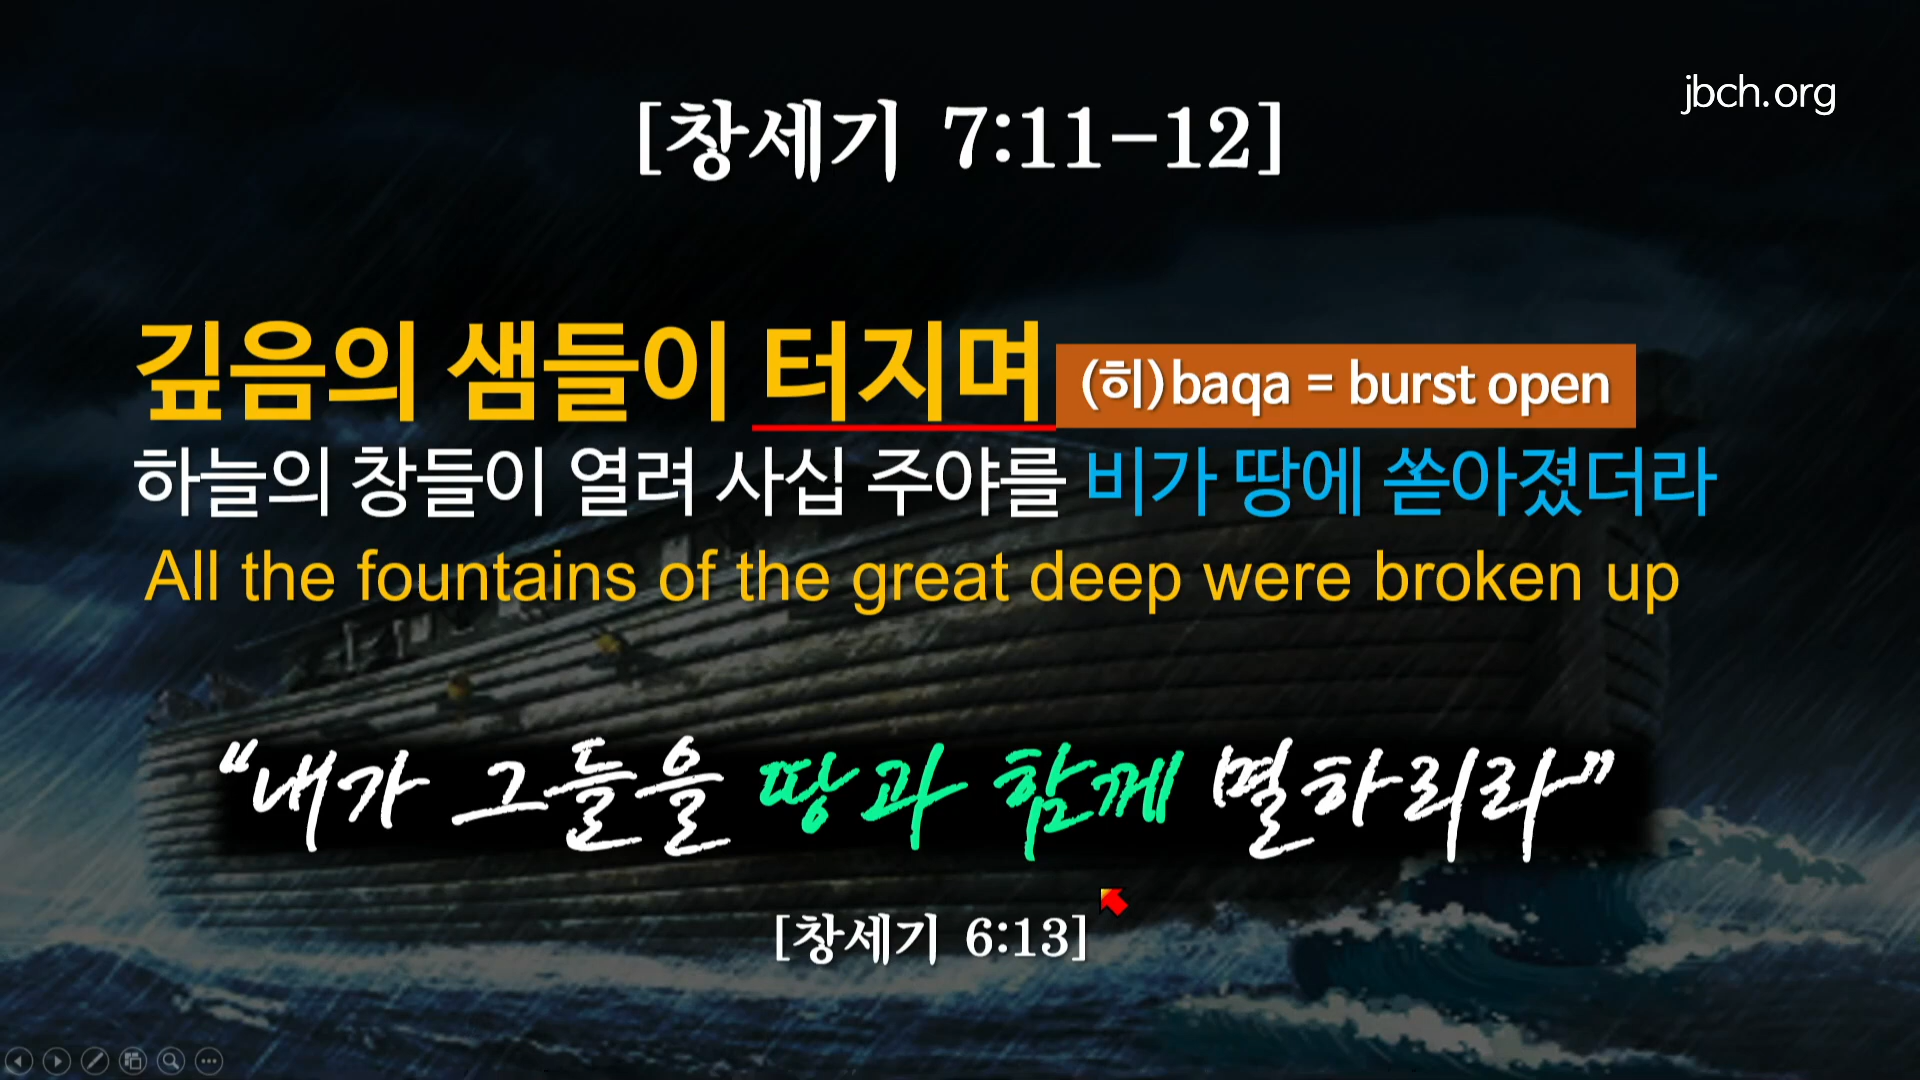 jbch.org
[창세기 7:11-12]
깊음의 샘들이 터지며 (히)baqa = burst open
하늘의 창들이 열려 사십 주야를 비가 땅에 쏟아졌더라
All the fountains of the great deep were broken up
“내가 그들을 땅과 함께 멸하리라”
[창세기 6:13]